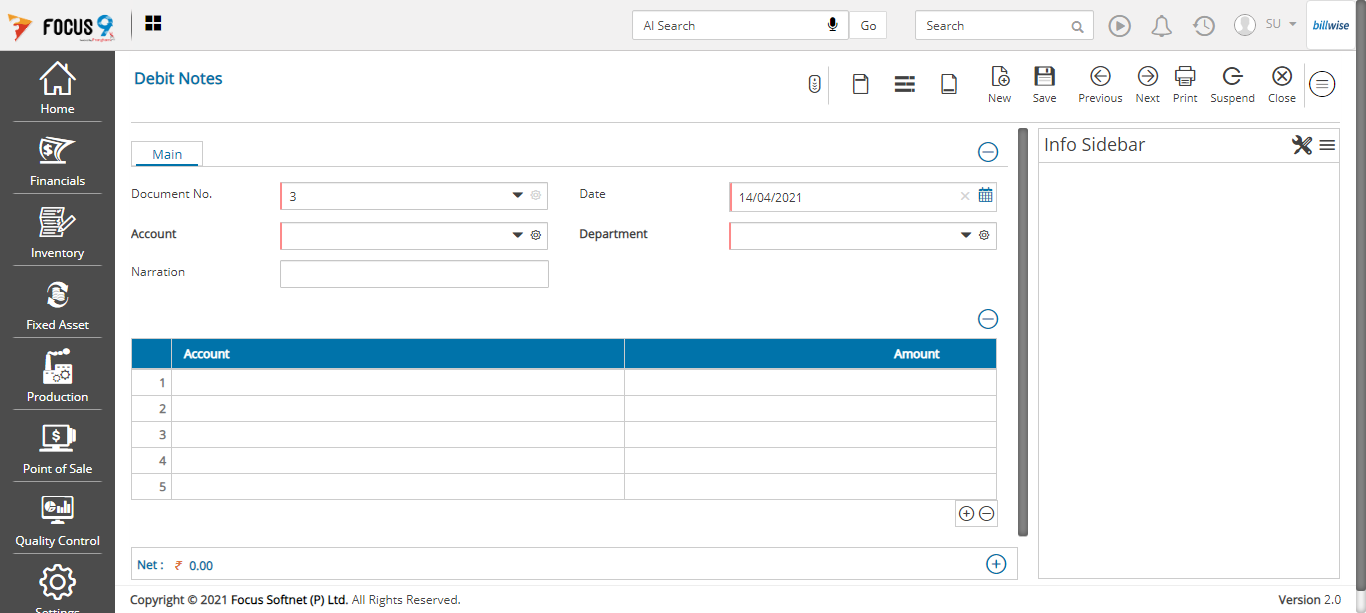 FOCUS 9
AI Search
Go
Search
SU
billwise
Home
Financials
Inventory
Fixed Asset
Production
Point of Sale
Quality Control
Settings
Debit Notes
New
Save
Previous
Next
Print
Suspend
Close
Main
Document No.
3
Date
14/04/2021
Account
Department
Narration
Account Amount
1
2
3
4
5
Net : ₹ 0.00
Info Sidebar
Copyright © 2021 Focus Softnet (P) Ltd. All Rights Reserved.
Version 2.0